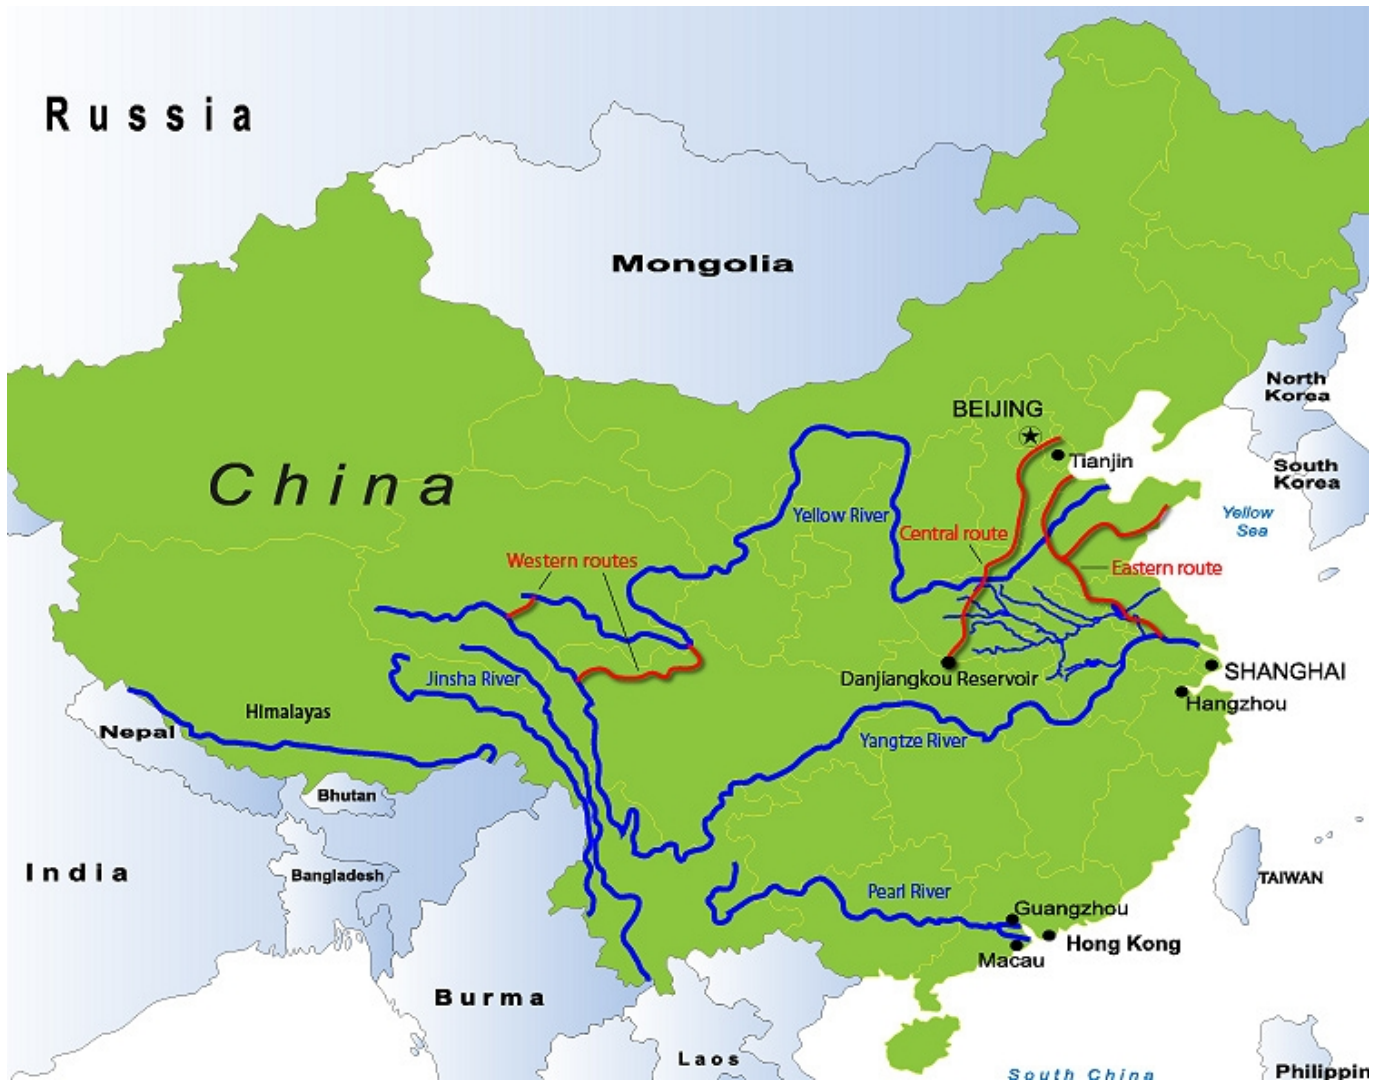 Russia
Mongolia
North
Korea
BEIJING
Tianjin
South
Korea
China
Yellow River
Yellow
Sea
Central route
Western routes
Eastern route
Danjiangkou Reservoir
SHANGHAI
Jinsha River
Hangzhou
HImalayas
Nepal
Yangtze River
Bhutan
India
Bangladesh
TAIWAN
Pearl River
Guangzhou
Hong Kong
Macau
Burma
Laos
South China
Philippin